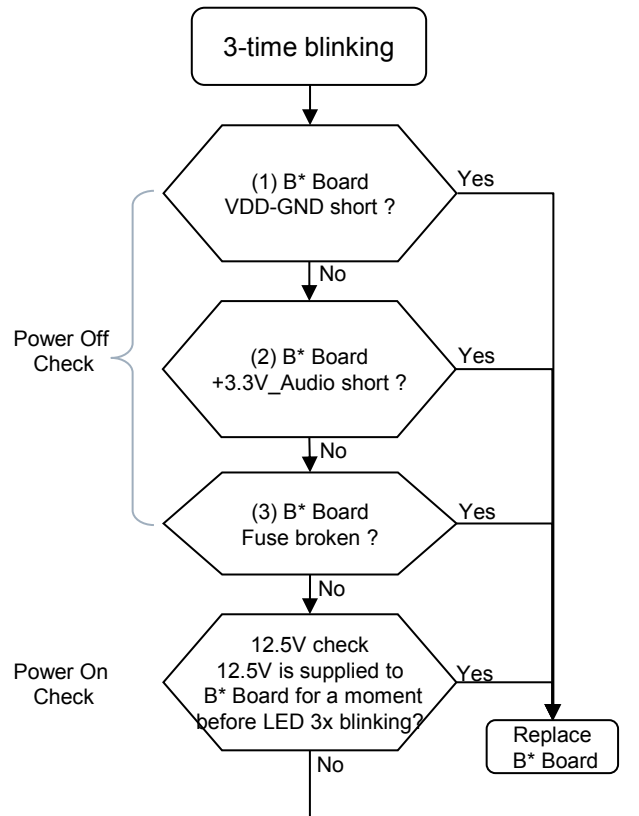 3-time blinking
(1) B* Board
VDD-GND short ?
Yes
No
Power Off
Check
(2) B* Board
+3.3V_Audio short ?
Yes
No
(3) B* Board
Fuse broken ?
Yes
No
Power On
Check
12.5V check
12.5V is supplied to
B* Board for a moment
before LED 3x blinking?
Yes
No
Replace
B* Board